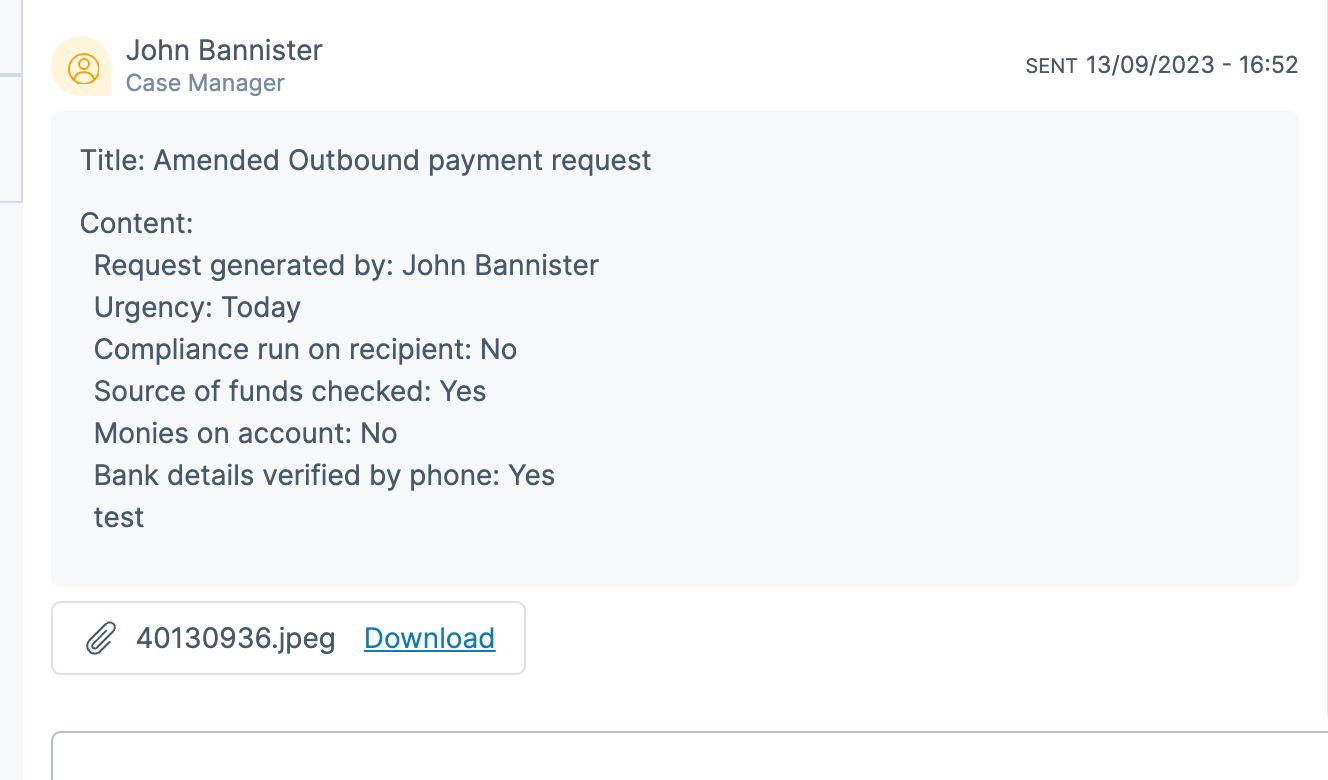 John Bannister
Case Manager
SENT 13/09/2023 - 16:52
Title: Amended Outbound payment request
Content:
Request generated by: John Bannister
Urgency: Today
Compliance run on recipient: No
Source of funds checked: Yes
Monies on account: No
Bank details verified by phone: Yes
test
40130936.jpeg Download